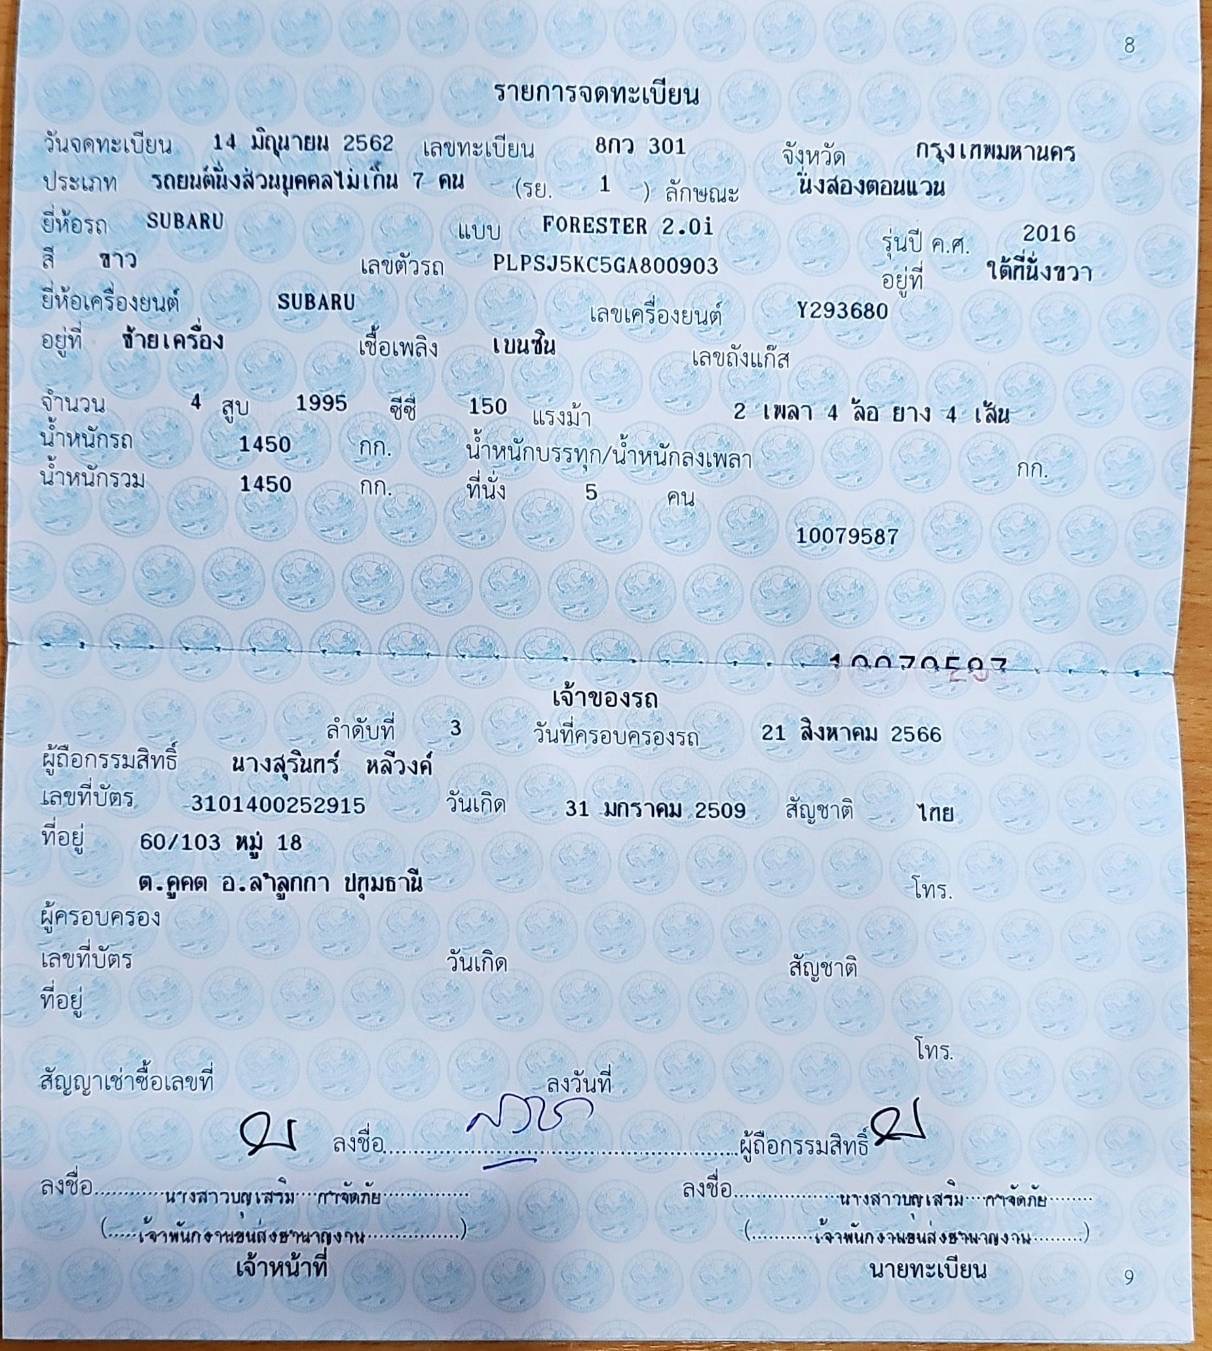 8
รายการจดทะเบียน
วันจดทะเบียน 14 มิถุนายน 2562 เลขทะเบียน 8กว 301 จังหวัด กรุงเทพมหานคร
ประเภท รถยนต์นั่งส่วนบุคคลไม่เกิน 7 คน (รย. 1 ) ลักษณะ นั่งสองตอนแวน
ยี่ห้อรถ SUBARU แบบ FORESTER 2.0i รุ่นปี ค.ศ. 2016
สี ขาว เลขตัวรถ PLPSJ5KC5GA800903 อยู่ที่ ใต้ที่นั่งขวา
ยี่ห้อเครื่องยนต์ SUBARU เลขเครื่องยนต์ Y293680
อยู่ที่ ซ้ายเครื่อง เชื้อเพลิง เบนซิน เลขถังแก๊ส
จำนวน 4 สูบ 1995 ซีซี 150 แรงม้า 2 เพลา 4 ล้อ ยาง 4 เส้น
น้ำหนักรถ 1450 กก. น้ำหนักบรรทุก/น้ำหนักลงเพลา กก.
น้ำหนักรวม 1450 กก. ที่นั่ง 5 คน
10079587
เจ้าของรถ
ลำดับที่ 3 วันที่ครอบครองรถ 21 สิงหาคม 2566
ผู้ถือกรรมสิทธิ์ นางสุรินทร์ หลีวงค์
เลขที่บัตร 3101400252915 วันเกิด 31 มกราคม 2509 สัญชาติ ไทย
ที่อยู่ 60/103 หมู่ 18
ต.คูคต อ.ลำลูกกา ปทุมธานี โทร.
ผู้ครอบครอง
เลขที่บัตร วันเกิด สัญชาติ
ที่อยู่
โทร.
สัญญาเช่าซื้อเลขที่ ลงวันที่
ลงชื่อ ผู้ถือกรรมสิทธิ์
ลงชื่อ นางสาวบุญเสริม กำจัดภัย ลงชื่อ นางสาวบุญเสริม กำจัดภัย
(เจ้าพนักงานขนส่งชำนาญงาน) (เจ้าพนักงานขนส่งชำนาญงาน)
เจ้าหน้าที่ นายทะเบียน
9